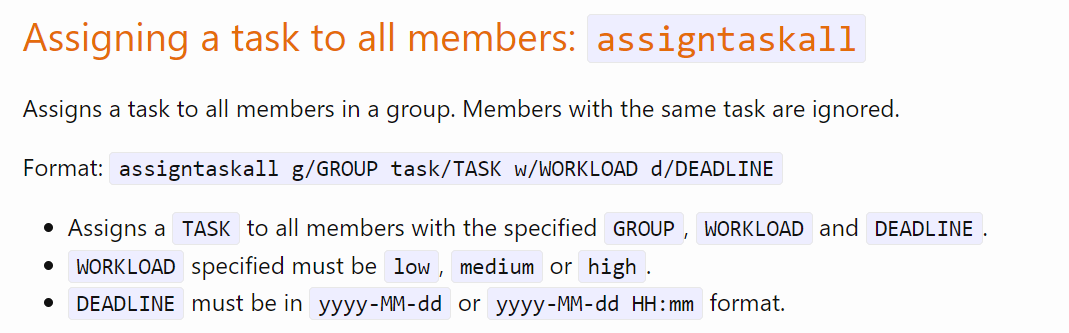 Assigning a task to all members: assigntaskall
Assigns a task to all members in a group. Members with the same task are ignored.
Format: assigntaskall g/GROUP task/TASK w/WORKLOAD d/DEADLINE
• Assigns a TASK to all members with the specified GROUP, WORKLOAD and DEADLINE.
• WORKLOAD specified must be low, medium or high.
• DEADLINE must be in yyyy-MM-dd or yyyy-MM-dd HH:mm format.